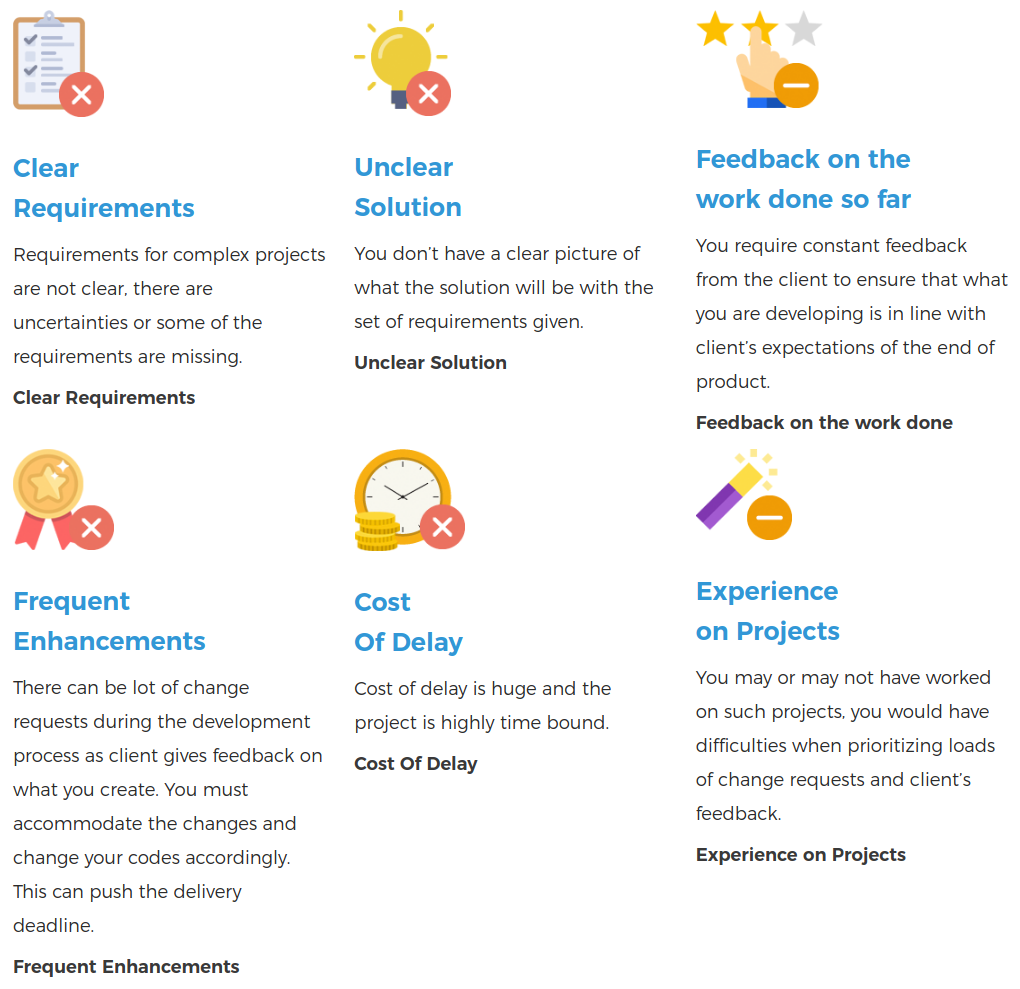 Clear
Requirements
Requirements for complex projects
are not clear, there are
uncertainties or some of the
requirements are missing.
Clear Requirements
Unclear
Solution
You don’t have a clear picture of
what the solution will be with the
set of requirements given.
Unclear Solution
Feedback on the
work done so far
You require constant feedback
from the client to ensure that what
you are developing is in line with
client’s expectations of the end of
product.
Feedback on the work done
Frequent
Enhancements
There can be lot of change
requests during the development
process as client gives feedback on
what you create. You must
accommodate the changes and
change your codes accordingly.
This can push the delivery
deadline.
Frequent Enhancements
Cost
Of Delay
Cost of delay is huge and the
project is highly time bound.
Cost Of Delay
Experience
on Projects
You may or may not have worked
on such projects, you would have
difficulties when prioritizing loads
of change requests and client’s
feedback.
Experience on Projects